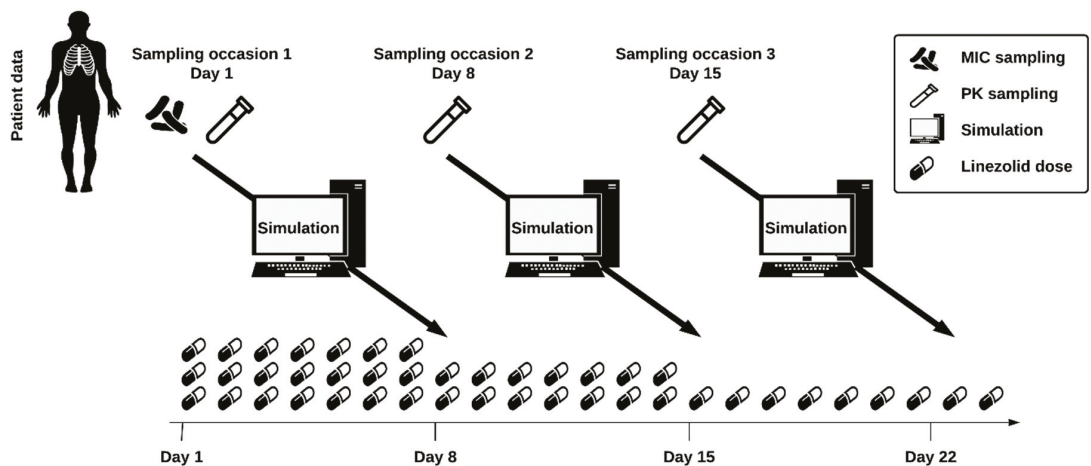 Patient data
Sampling occasion 1
Day 1
Sampling occasion 2
Day 8
Sampling occasion 3
Day 15
MIC sampling
PK sampling
Simulation
Linezolid dose
Simulation
Simulation
Simulation
Day 1
Day 8
Day 15
Day 22